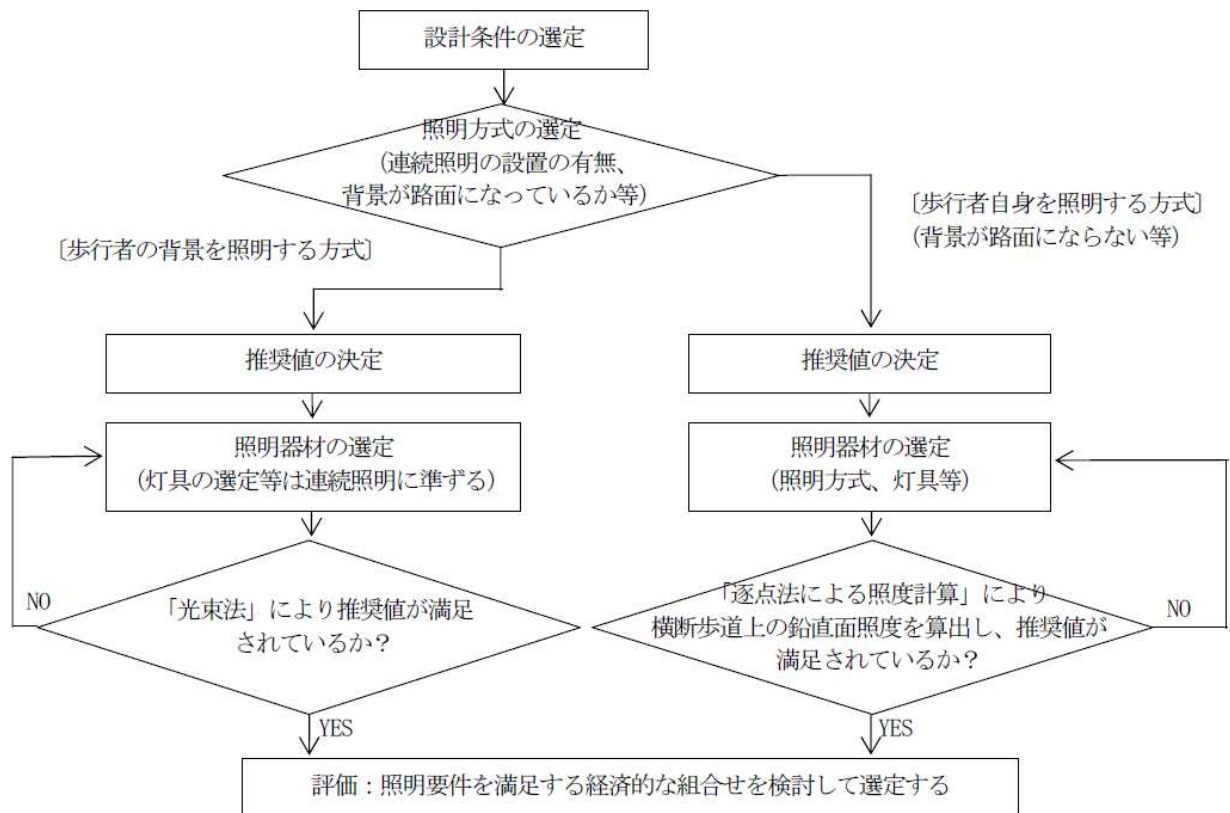 設計条件の選定
照明方式の選定
(連続照明の設置の有無、
背景が路面になっているか等)
〔歩行者の背景を照明する方式〕
〔歩行者自身を照明する方式〕
(背景が路面にならない等)
推奨値の決定
推奨値の決定
照明器材の選定
(灯具の選定等は連続照明に準ずる)
照明器材の選定
(照明方式、灯具等)
NO
「光束法」により推奨値が満足
されているか？
「逐点法による照度計算」により
横断歩道上の鉛直面照度を算出し、推奨値が
満足されているか？
NO
YES
YES
評価：照明要件を満足する経済的な組合せを検討して選定する